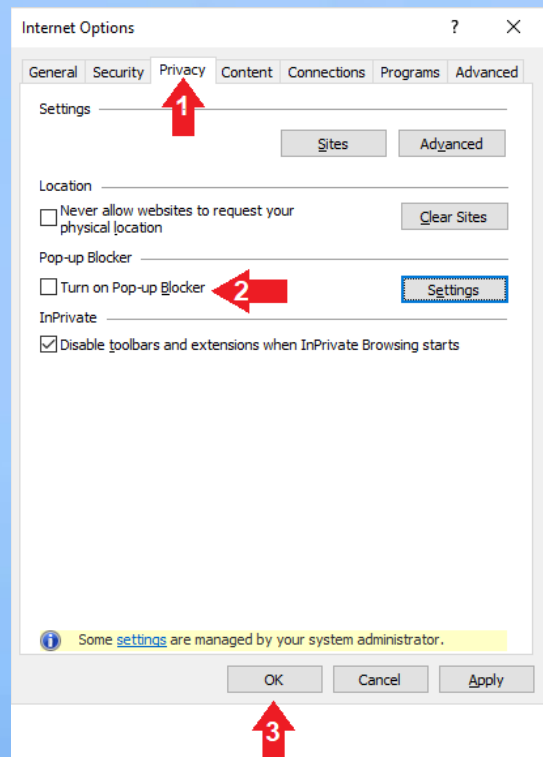 Internet Options ? X
General Security Privacy Content Connections Programs Advanced
1
Settings
Sites Advanced
Location
Never allow websites to request your
physical location
Clear Sites
Pop-up Blocker
Turn on Pop-up Blocker 2 Settings
InPrivate
Disable toolbars and extensions when InPrivate Browsing starts
Some settings are managed by your system administrator.
OK Cancel Apply
3